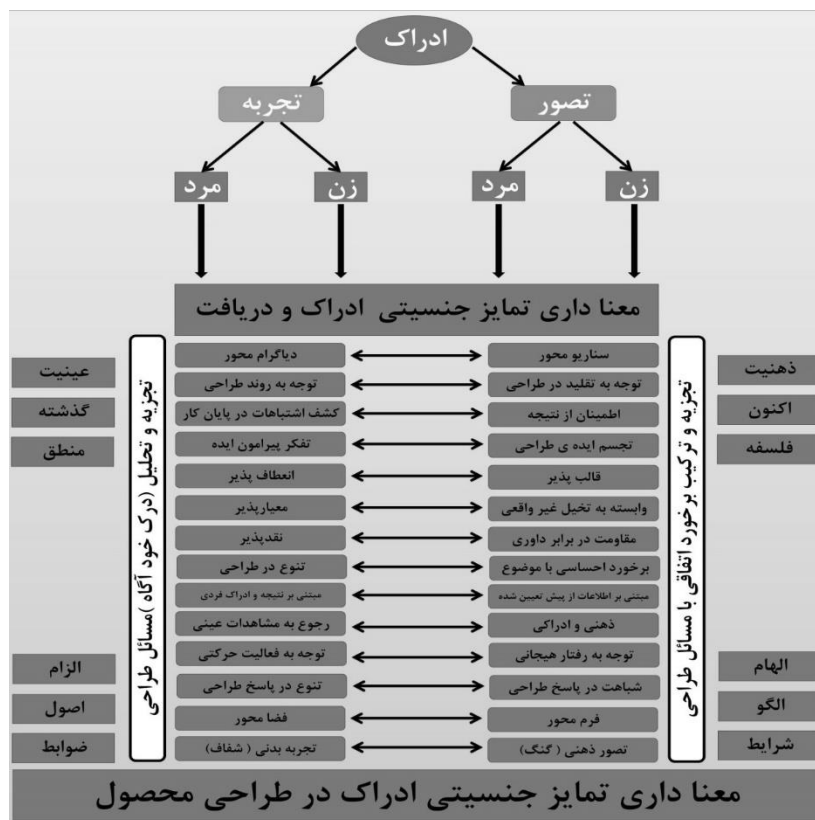 ادراک
تصور
تجربه
زن
مرد
زن
مرد
معنا داری تمایز جنسیتی ادراک و دریافت
ذهنیت
اکنون
فلسفه
الهام
الگو
شرایط
تجزیه و ترکیب برخورد اتفاقی با مسائل طراحی
سناریو محور
دیاگرام محور
توجه به تقلید در طراحی
توجه به روند طراحی
اطمینان از نتیجه
کشف اشتباهات در پایان کار
تجسم ایده ی طراحی
تفکر پیرامون ایده
قالب پذیر
انعطاف پذیر
وابسته به تخیل غیر واقعی
معیارپذیر
مقاومت در برابر داوری
نقدپذیر
برخورد احساسی با موضوع
تنوع در طراحی
مبتنی بر اطلاعات از پیش تعیین شده
مبتنی بر نتیجه و ادراک فردی
ذهنی و ادراکی
رجوع به مشاهدات عینی
توجه به رفتار هیجانی
توجه به فعالیت حرکتی
شباهت در پاسخ طراحی
تنوع در پاسخ طراحی
فرم محور
فضا محور
تصور ذهنی ( گنگ)
تجربه بدنی ( شفاف)
تجزیه و تحلیل (درک خود آگاه )مسائل طراحی
عینیت
گذشته
منطق
الزام
اصول
ضوابط
معنا داری تمایز جنسیتی ادراک در طراحی محصول